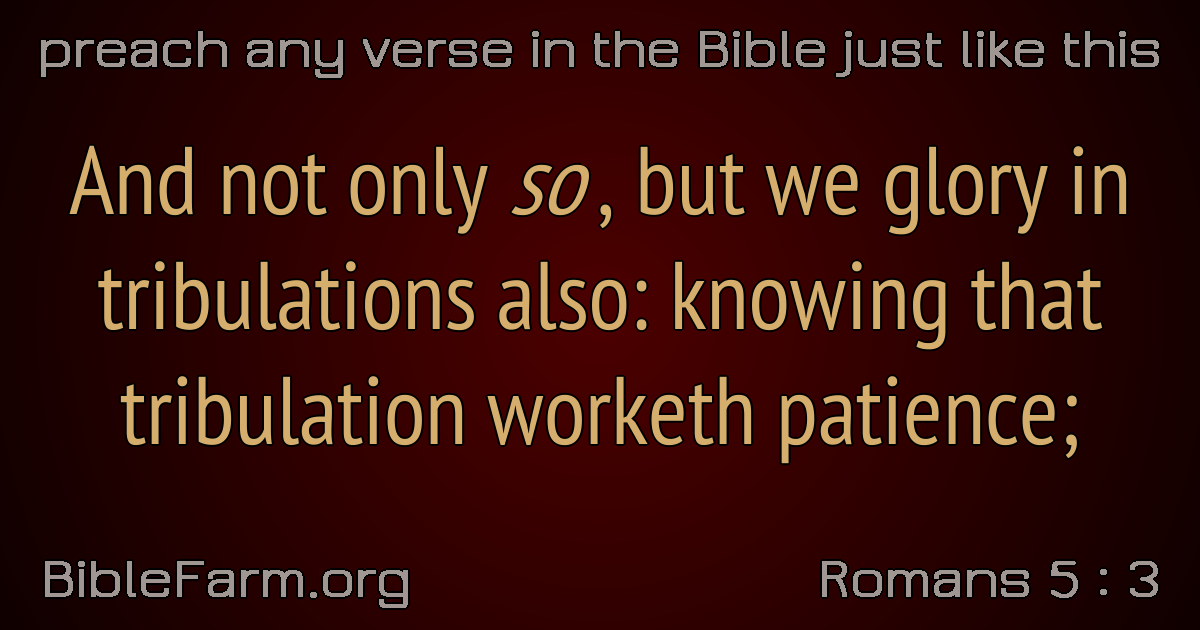 preach any verse in the Bible just like this
And not only so, but we glory in
tribulations also: knowing that
tribulation worketh patience;
BibleFarm.org
Romans 5 : 3